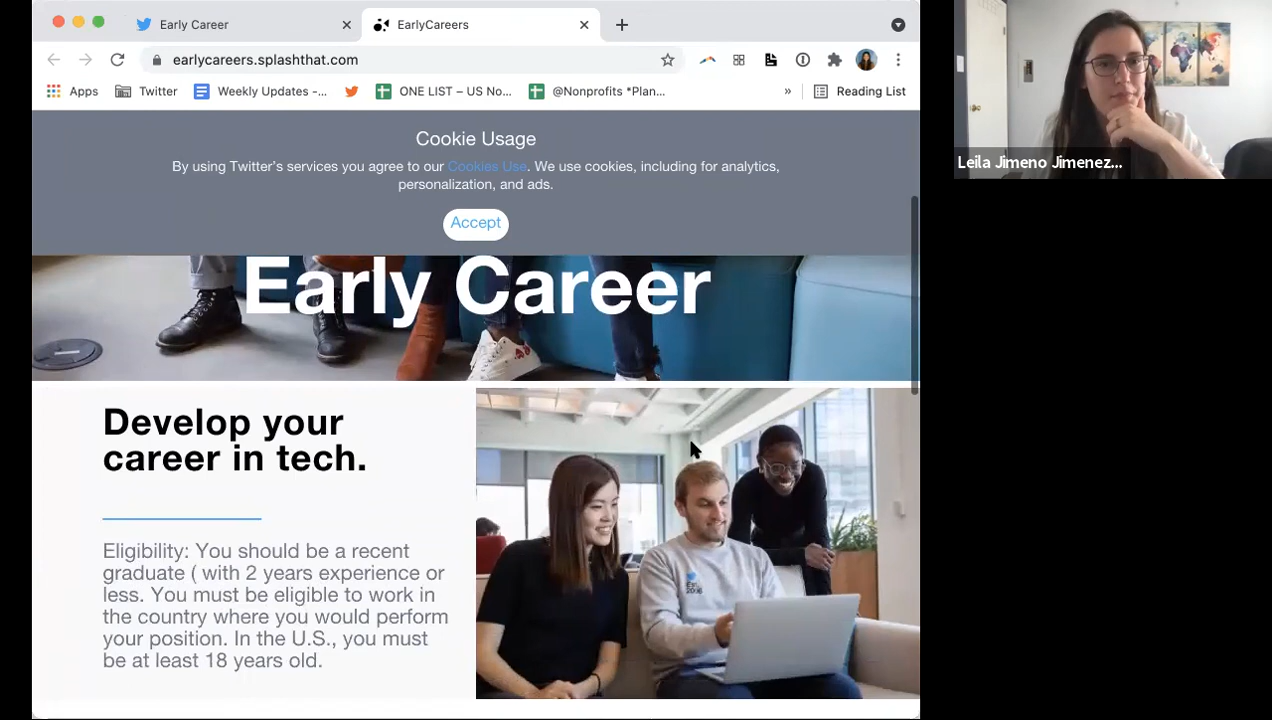 Early Career
EarlyCareers
earlycareers.splashthat.com
Apps
Twitter
Weekly Updates -...
ONE LIST – US No...
@Nonprofits *Plan...
»
Reading List
Cookie Usage
By using Twitter's services you agree to our Cookies Use. We use cookies, including for analytics,
personalization, and ads.
Accept
Early Career
Develop your
career in tech.
Eligibility: You should be a recent
graduate ( with 2 years experience or
less. You must be eligible to work in
the country where you would perform
your position. In the U.S., you must
be at least 18 years old.
Leila Jimeno Jimenez...